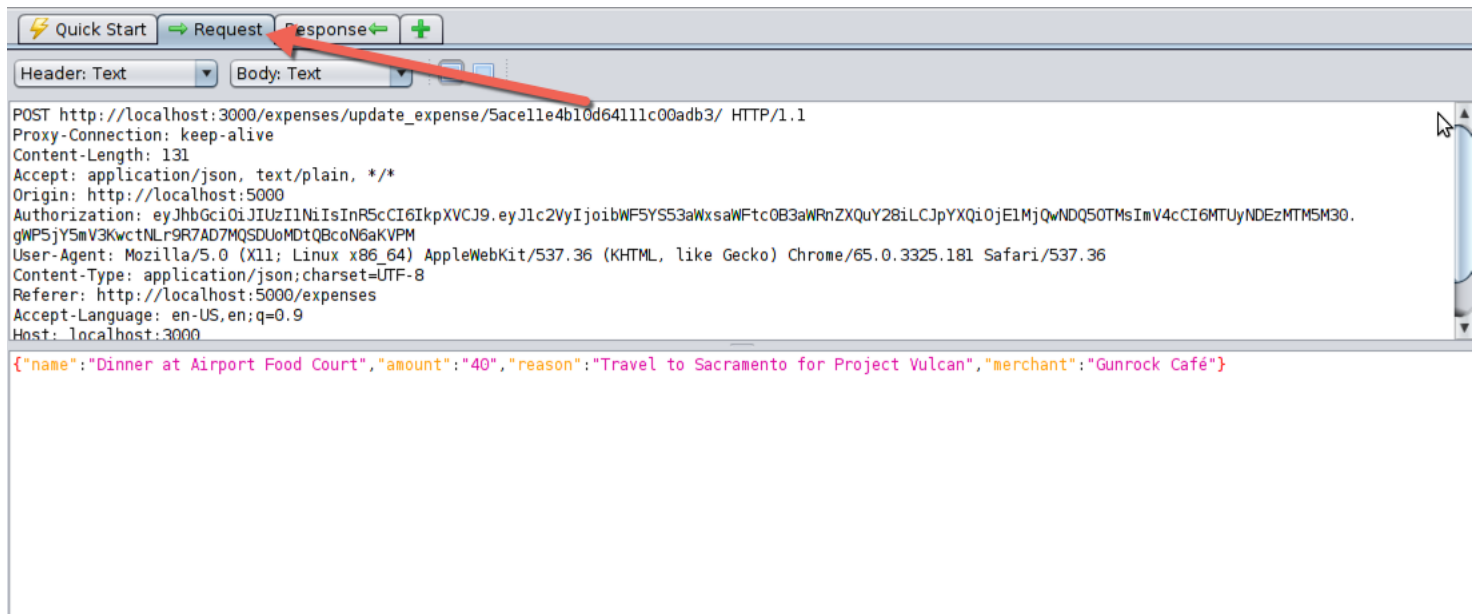 Quick Start Request Response
Header: Text Body: Text
POST http://localhost:3000/expenses/update_expense/5ace11e4b10d64111c00adb3/ HTTP/1.1
Proxy-Connection: keep-alive
Content-Length: 131
Accept: application/json, text/plain, */*
Origin: http://localhost:5000
Authorization: eyJhbGciOiJIUzI1NiIsInR5cCI6IkpXVCJ9.eyJ1c2VyIjoibWF5YS53aWxsaWFtc0B3aWRnZXQuY28iLCJpYXQiOjE1MjQwNDQ5OTMsImV4cCI6MTUyNDEzMTM5M30.
gWP5jY5mV3KwctNLr9R7AD7MQSDUoMDtQBcoN6aKVPM
User-Agent: Mozilla/5.0 (X11; Linux x86_64) AppleWebKit/537.36 (KHTML, like Gecko) Chrome/65.0.3325.181 Safari/537.36
Content-Type: application/json;charset=UTF-8
Referer: http://localhost:5000/expenses
Accept-Language: en-US,en;q=0.9
Host: localhost:3000
{"name":"Dinner at Airport Food Court","amount":"40","reason":"Travel to Sacramento for Project Vulcan","merchant":"Gunrock Café"}